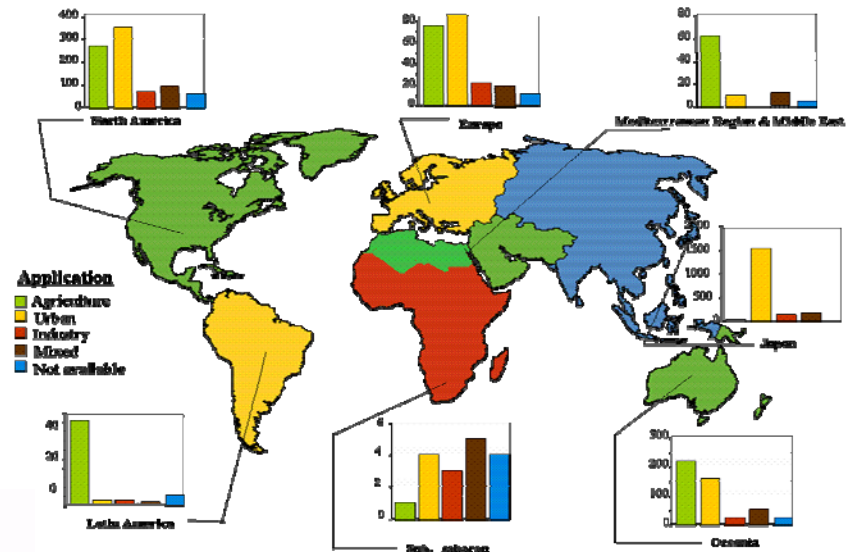 400
300
200
100
0
North America
80
60
40
20
0
Europe
80
60
40
20
0
Mediterranean Region & Middle East
1500
1000
500
0
Japan
Application
Agriculture
Urban
Industry
Mixed
Not available
40
20
0
Latin America
6
4
2
0
Sub. saharan
300
200
100
0
Oceania